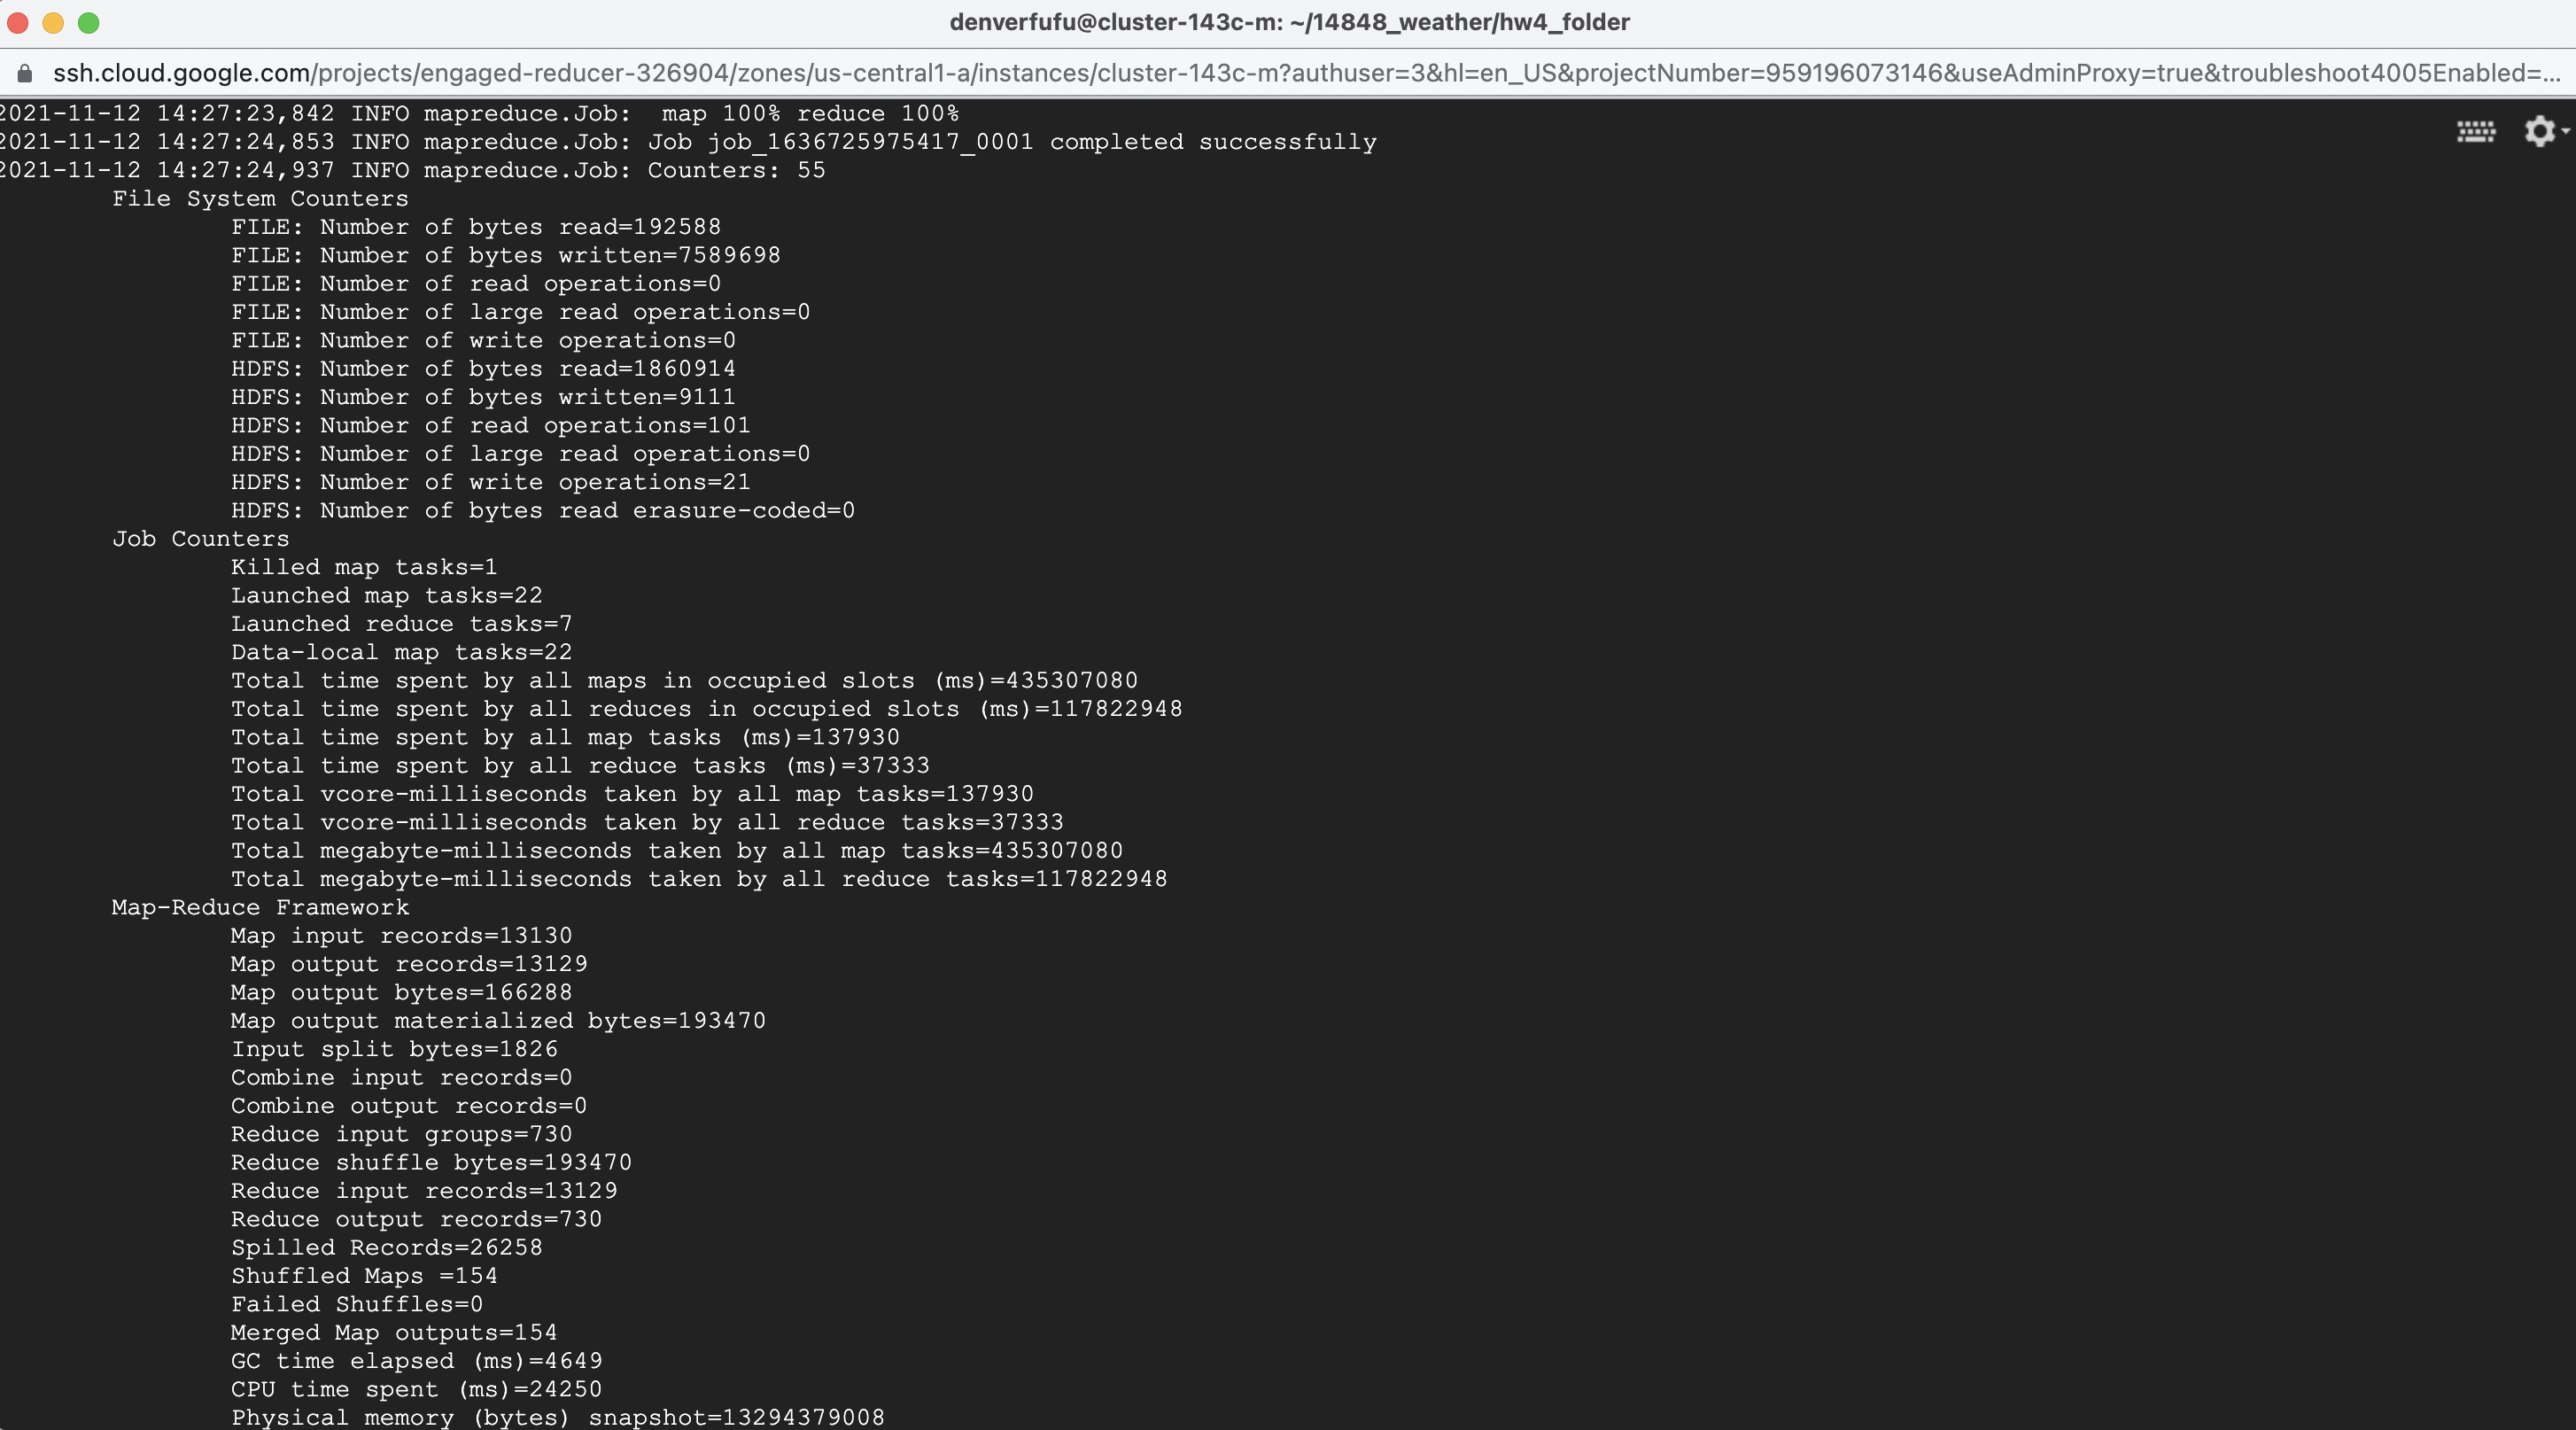 denverfufu@cluster-143c-m: ~/14848_weather/hw4_folder
ssh.cloud.google.com/projects/engaged-reducer-326904/zones/us-central1-a/instances/cluster-143c-m?authuser=3&hl=en_US&projectNumber=959196073146&useAdminProxy=true&troubleshoot4005Enabled=...
2021-11-12 14:27:23,842 INFO mapreduce.Job:  map 100% reduce 100%
2021-11-12 14:27:24,853 INFO mapreduce.Job: Job job_1636725975417_0001 completed successfully
2021-11-12 14:27:24,937 INFO mapreduce.Job: Counters: 55
File System Counters
FILE: Number of bytes read=192588
FILE: Number of bytes written=7589698
FILE: Number of read operations=0
FILE: Number of large read operations=0
FILE: Number of write operations=0
HDFS: Number of bytes read=1860914
HDFS: Number of bytes written=9111
HDFS: Number of read operations=101
HDFS: Number of large read operations=0
HDFS: Number of write operations=21
HDFS: Number of bytes read erasure-coded=0
Job Counters
Killed map tasks=1
Launched map tasks=22
Launched reduce tasks=7
Data-local map tasks=22
Total time spent by all maps in occupied slots (ms)=435307080
Total time spent by all reduces in occupied slots (ms)=117822948
Total time spent by all map tasks (ms)=137930
Total time spent by all reduce tasks (ms)=37333
Total vcore-milliseconds taken by all map tasks=137930
Total vcore-milliseconds taken by all reduce tasks=37333
Total megabyte-milliseconds taken by all map tasks=435307080
Total megabyte-milliseconds taken by all reduce tasks=117822948
Map-Reduce Framework
Map input records=13130
Map output records=13129
Map output bytes=166288
Map output materialized bytes=193470
Input split bytes=1826
Combine input records=0
Combine output records=0
Reduce input groups=730
Reduce shuffle bytes=193470
Reduce input records=13129
Reduce output records=730
Spilled Records=26258
Shuffled Maps =154
Failed Shuffles=0
Merged Map outputs=154
GC time elapsed (ms)=4649
CPU time spent (ms)=24250
Physical memory (bytes) snapshot=13294379008